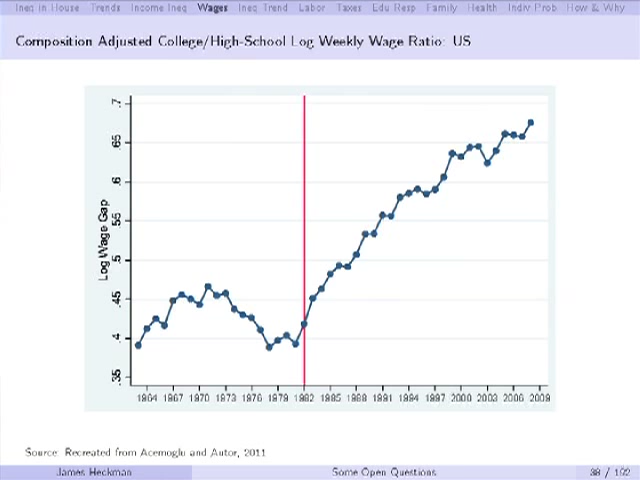 Ineq in House Trends Income Ineq Wages Ineq Trend Labor Taxes Edu Resp Family Health Indiv Prob How & Why
Composition Adjusted College/High-School Log Weekly Wage Ratio: US
Log Wage Gap
.7
.65
.6
.55
.5
.45
.4
.35
1964 1967 1970 1973 1976 1979 1982 1985 1988 1991 1994 1997 2000 2003 2006 2009
Source: Recreated from Acemoglu and Autor, 2011
James Heckman Some Open Questions 38 / 192